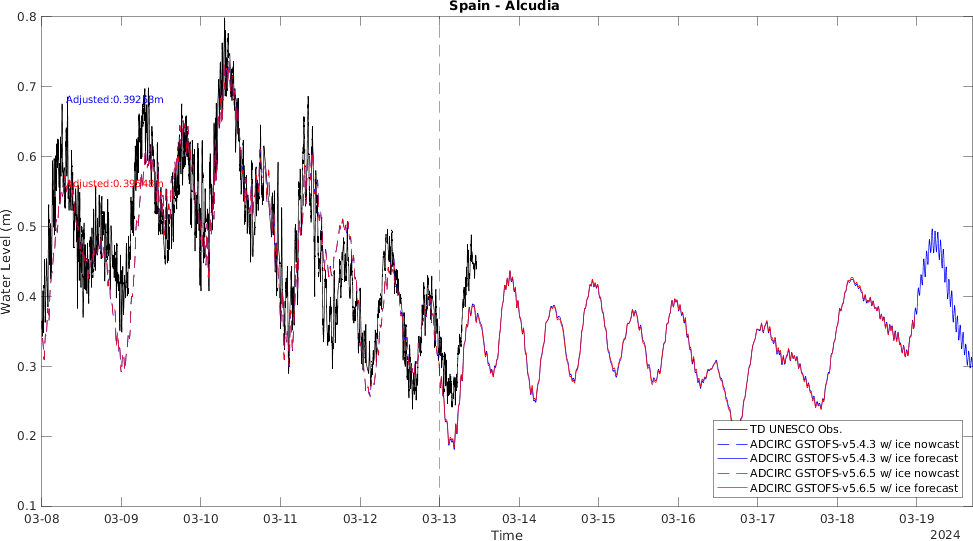 Spain - Alcudia
0.8
0.7
0.6
0.5
0.4
0.3
0.2
0.1
Water Level (m)
Adjusted:0.39253m
TD UNESCO Obs.
ADCIRC GSTOFS-v5.4.3 w/ ice nowcast
ADCIRC GSTOFS-v5.4.3 w/ ice forecast
ADCIRC GSTOFS-v5.6.5 w/ ice nowcast
ADCIRC GSTOFS-v5.6.5 w/ ice forecast
03-08 03-09 03-10 03-11 03-12 03-13 03-14 03-15 03-16 03-17 03-18 03-19
Time
2024